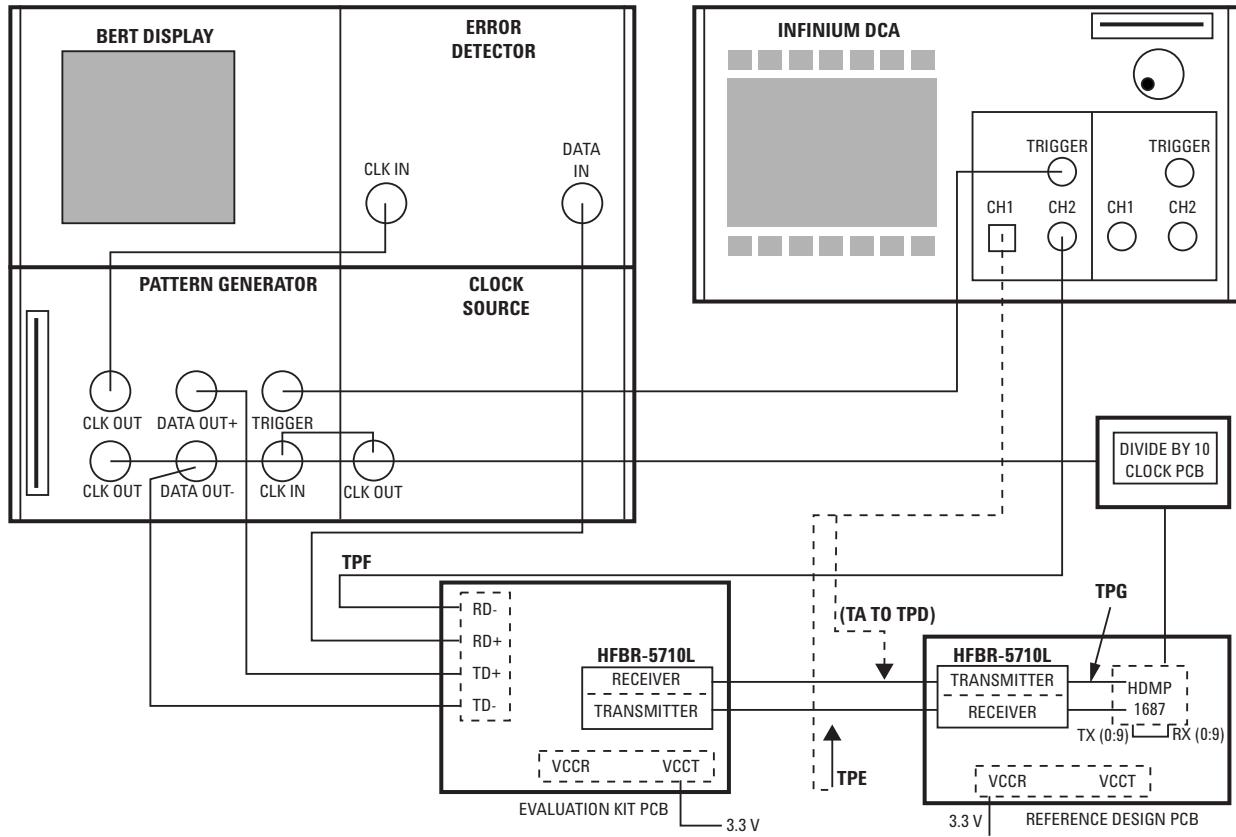 BERT DISPLAY
ERROR
DETECTOR
CLK IN
DATA
IN
PATTERN GENERATOR
CLOCK
SOURCE
CLK OUT
DATA OUT+
TRIGGER
CLK OUT
DATA OUT-
CLK IN
CLK OUT
INFINIUM DCA
TRIGGER
TRIGGER
CH1
CH2
CH1
CH2
DIVIDE BY 10
CLOCK PCB
TPF
RD-
RD+
TD+
TD-
HFBR-5710L
RECEIVER
TRANSMITTER
VCCR
VCCT
EVALUATION KIT PCB
3.3 V
(TA TO TPD)
TPE
TPG
HFBR-5710L
TRANSMITTER
RECEIVER
HDMP
1687
TX (0:9)
RX (0:9)
VCCR
VCCT
3.3 V
REFERENCE DESIGN PCB